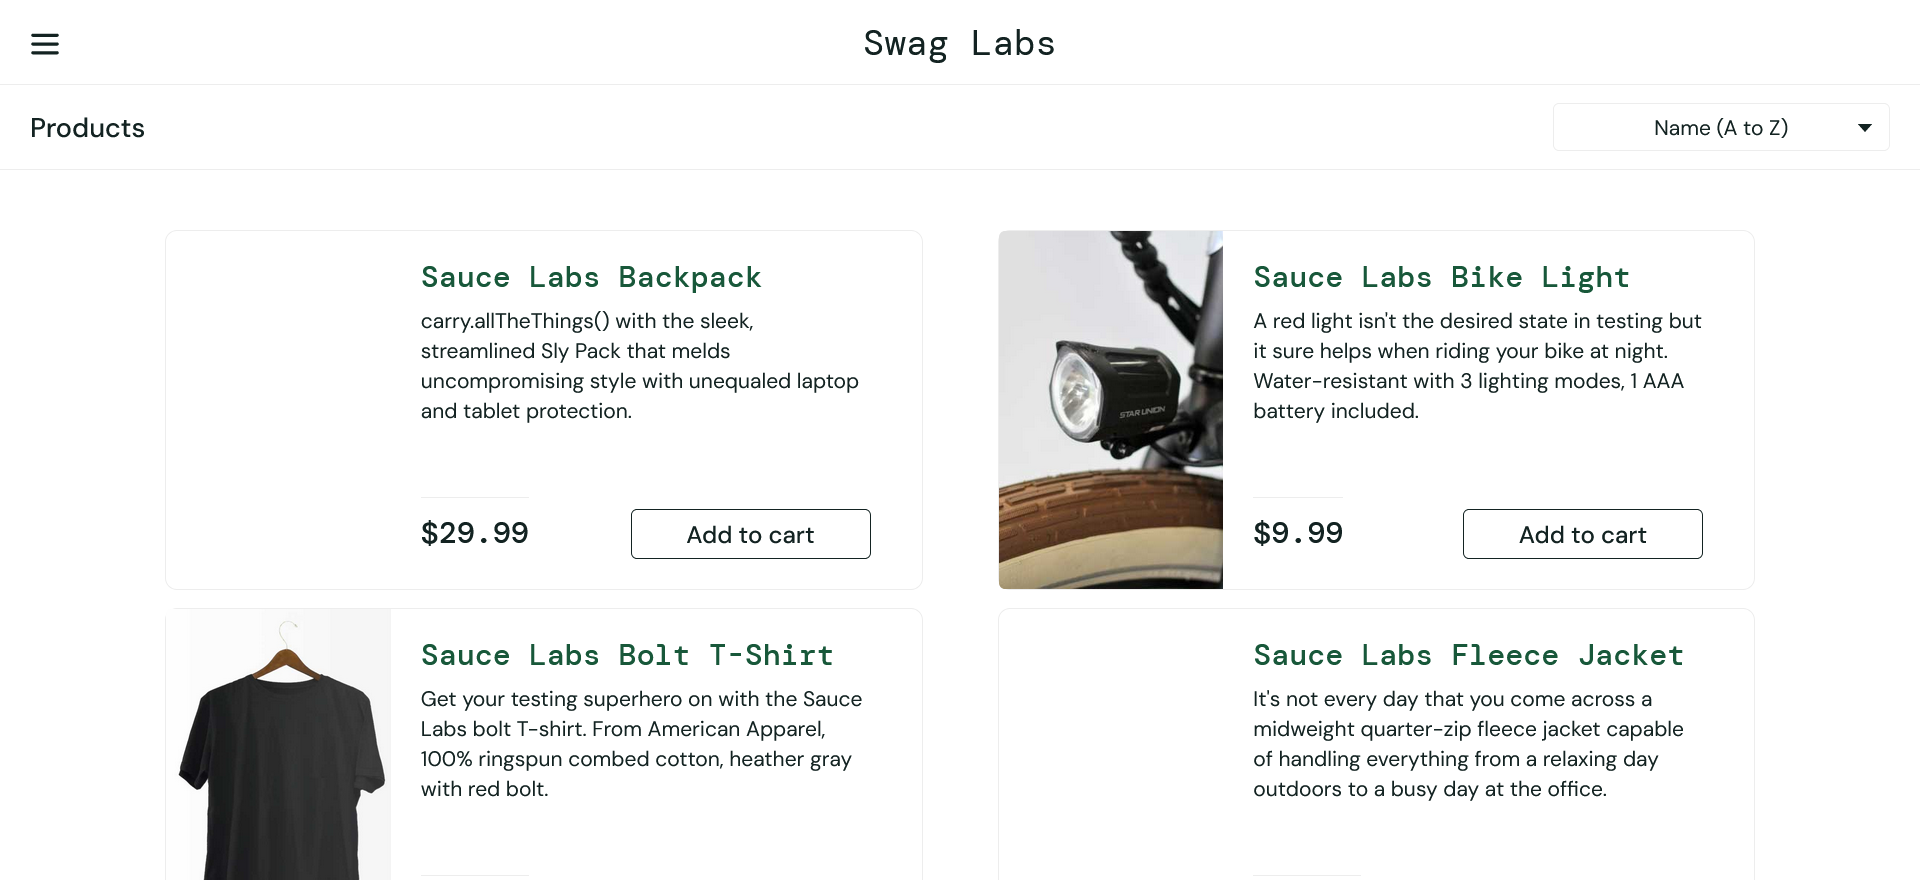 Swag Labs
Products
Name (A to Z)
Sauce Labs Backpack
carry.allTheThings() with the sleek,
streamlined Sly Pack that melds
uncompromising style with unequaled laptop
and tablet protection.
$29.99
Add to cart
STAR UNION
Sauce Labs Bike Light
A red light isn't the desired state in testing but
it sure helps when riding your bike at night.
Water-resistant with 3 lighting modes, 1 AAA
battery included.
$9.99
Add to cart
Sauce Labs Bolt T-Shirt
Get your testing superhero on with the Sauce
Labs bolt T-shirt. From American Apparel,
100% ringspun combed cotton, heather gray
with red bolt.
Sauce Labs Fleece Jacket
It's not every day that you come across a
midweight quarter-zip fleece jacket capable
of handling everything from a relaxing day
outdoors to a busy day at the office.